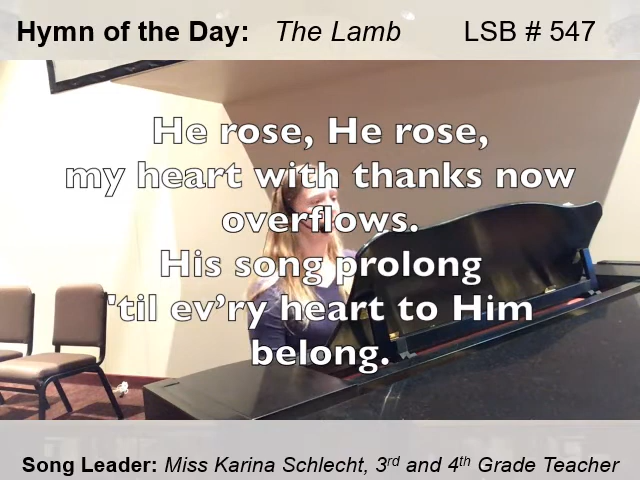 Hymn of the Day: The Lamb LSB # 547
He rose, He rose,
my heart with thanks now
overflows.
His song prolong
'til ev’ry heart to Him
belong.
Song Leader: Miss Karina Schlecht, 3rd and 4th Grade Teacher